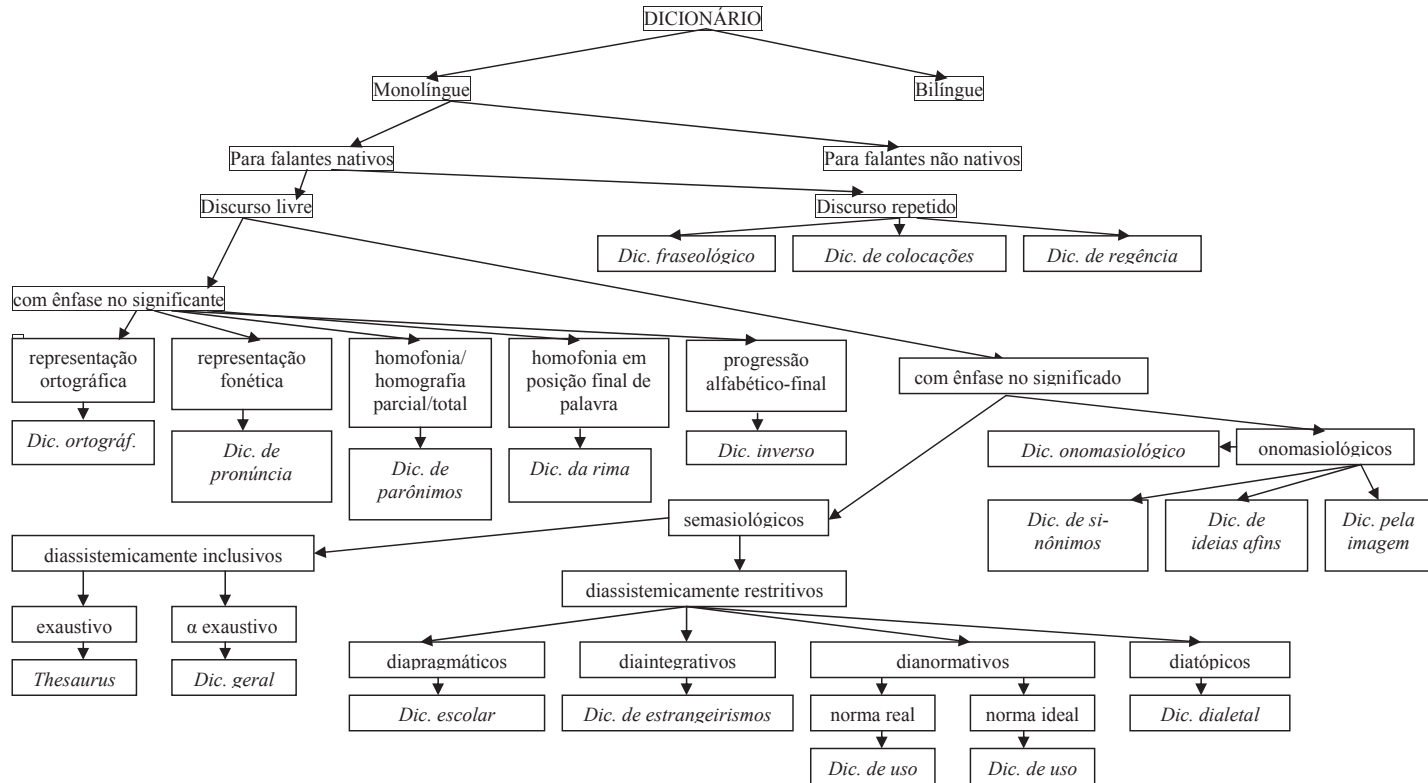 DICIONÁRIO
Monolíngue
Bilíngue
Para falantes nativos
Para falantes não nativos
Discurso livre
Discurso repetido
Dic. fraseológico
Dic. de colocações
Dic. de regência
com ênfase no significante
representação
ortográfica
representação
fonética
homofonia/
homografia
parcial/total
homofonia em
posição final de
palavra
progressão
alfabético-final
com ênfase no significado
Dic. ortográf.
Dic. de
pronúncia
Dic. de
parônimos
Dic. da rima
Dic. inverso
Dic. onomasiológico
onomasiológicos
semasiológicos
Dic. de si-
nônimos
Dic. de
ideias afins
Dic. pela
imagem
diassistemicamente inclusivos
diassistemicamente restritivos
exaustivo
α exaustivo
Thesaurus
Dic. geral
diapragmáticos
diaintegrativos
dianormativos
diatópicos
Dic. escolar
Dic. de estrangeirismos
norma real
norma ideal
Dic. dialetal
Dic. de uso
Dic. de uso